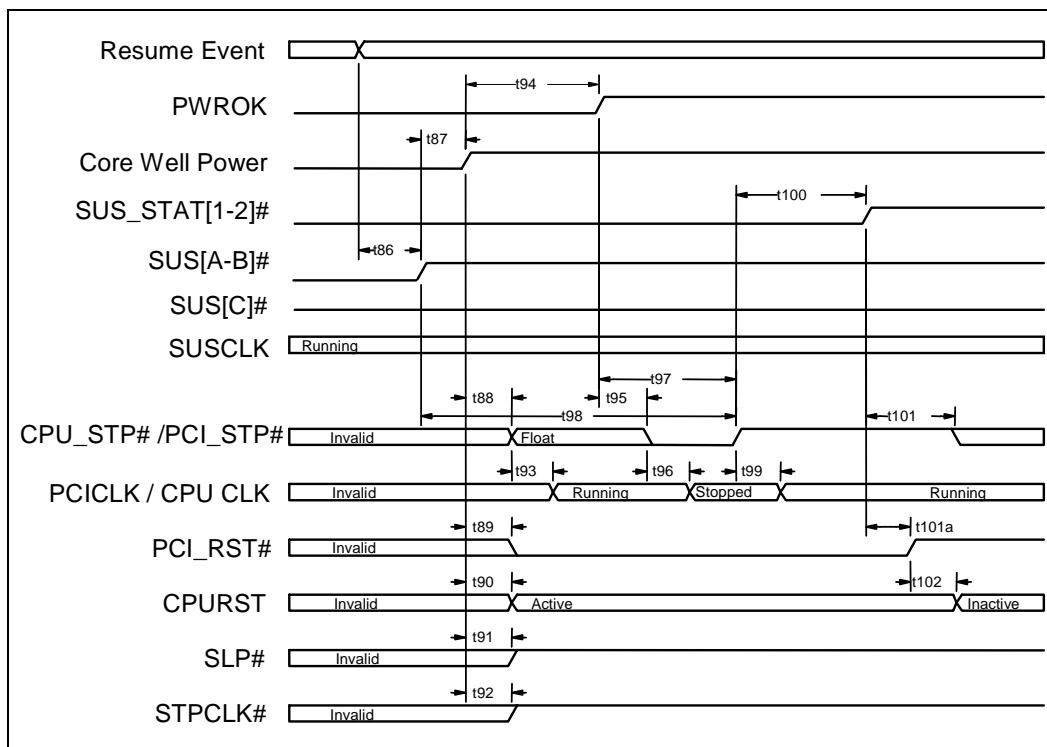 Resume Event
t94
PWROK
t87
Core Well Power
t100
SUS_STAT[1-2]#
t86
SUS[A-B]#
SUS[C]#
SUSCLK
Running
t97
t88
t95
t98
t101
CPU_STP# /PCI_STP#
Invalid
Float
t93
t96
t99
PCICLK / CPU CLK
Invalid
Running
Stopped
Running
t89
t101a
PCI_RST#
Invalid
t90
t102
CPURST
Invalid
Active
Inactive
t91
SLP#
Invalid
t92
STPCLK#
Invalid